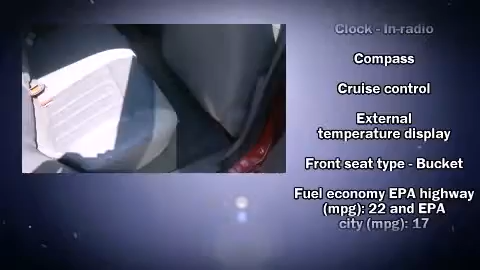 Clock - In-radio
Compass
Cruise control
External
temperature display
Front seat type - Bucket
Fuel economy EPA highway
(mpg): 22 and EPA
city (mpg): 17